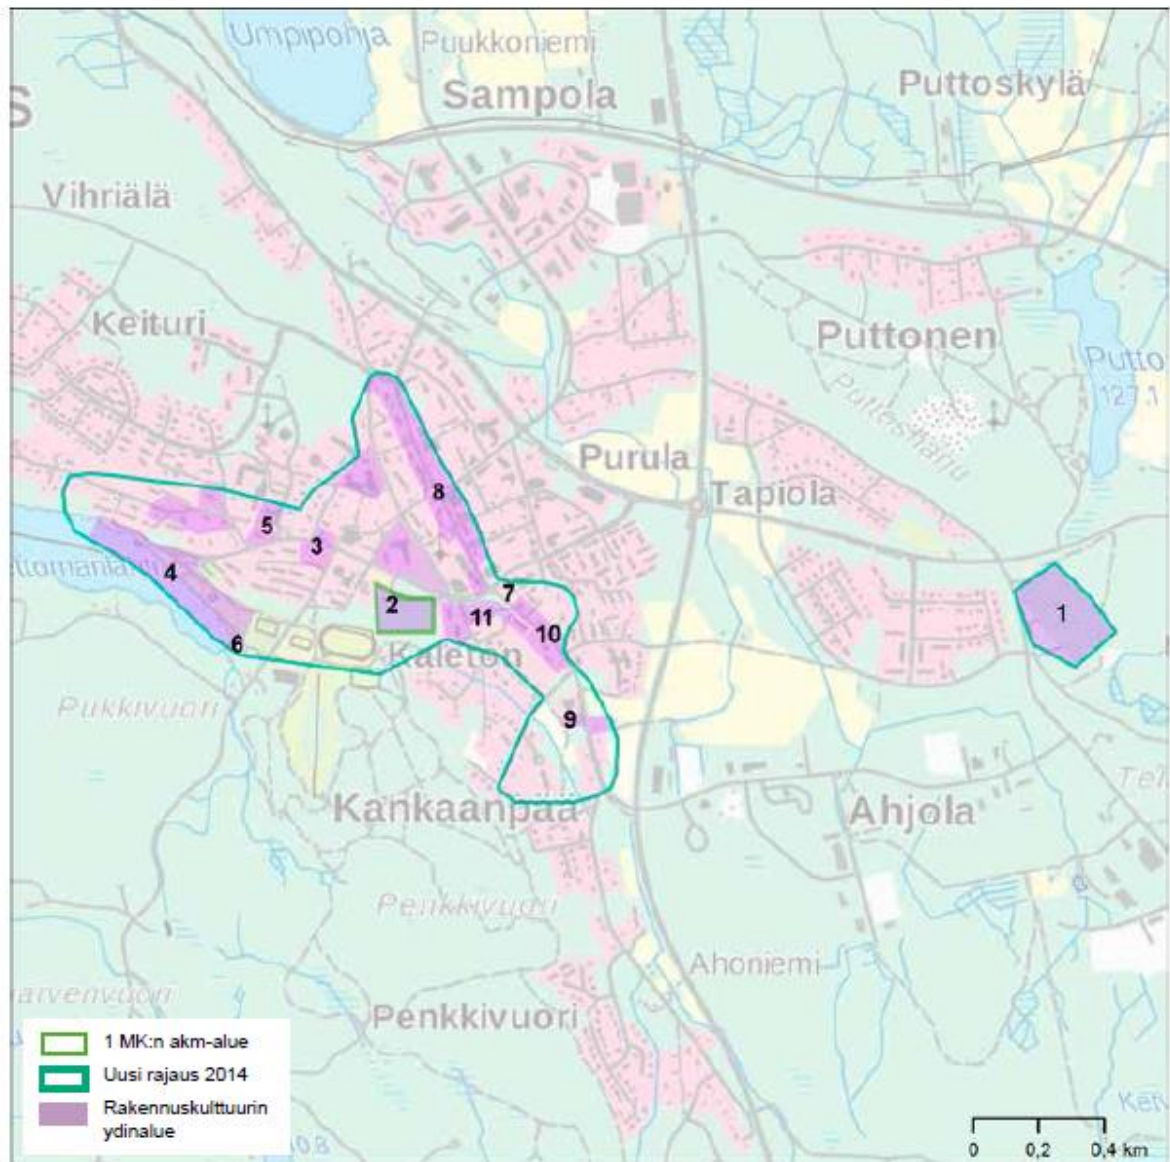 Umpipohja
Puukkoniemi
Sampola
Puttoskylä
S
Vihriälä
Keituri
Puttonen
Putto
127.1
Purula
Tapiola
8
5
3
4
7
2
11
10
1
6
Kaleton
9
Pukkivuori
Kankaanpää
Ahjola
Penkkivuori
Ahoniemi
Penkkivuori
1 MK:n akm-alue
Uusi rajaus 2014
Rakennuskulttuurin
ydinalue
0.8
0 0,2 0,4 km